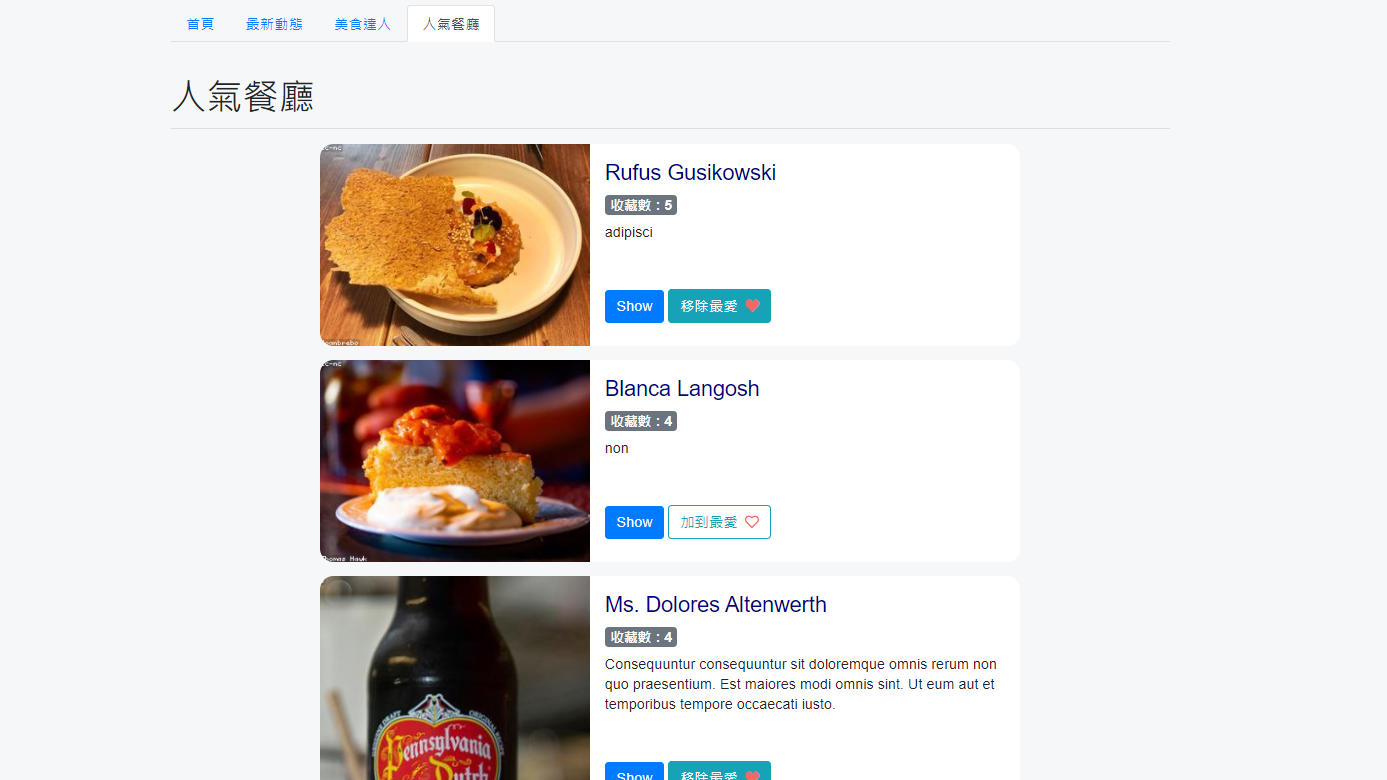 首頁 最新動態 美食達人 人氣餐廳
人氣餐廳
cc-nc
Rufus Gusikowski
收藏數：5
adipisci
Show 移除最愛
cc-nc
Blanca Langosh
收藏數：4
non
Show 加到最愛
Thomas Hawk
Ms. Dolores Altenwerth
收藏數：4
Consequuntur consequuntur sit doloremque omnis rerum non
quo praesentium. Est maiores modi omnis sint. Ut eum aut et
temporibus tempore occaecati iusto.
ORIGINAL
Pennsylvania
Dutch
Show 移除最愛